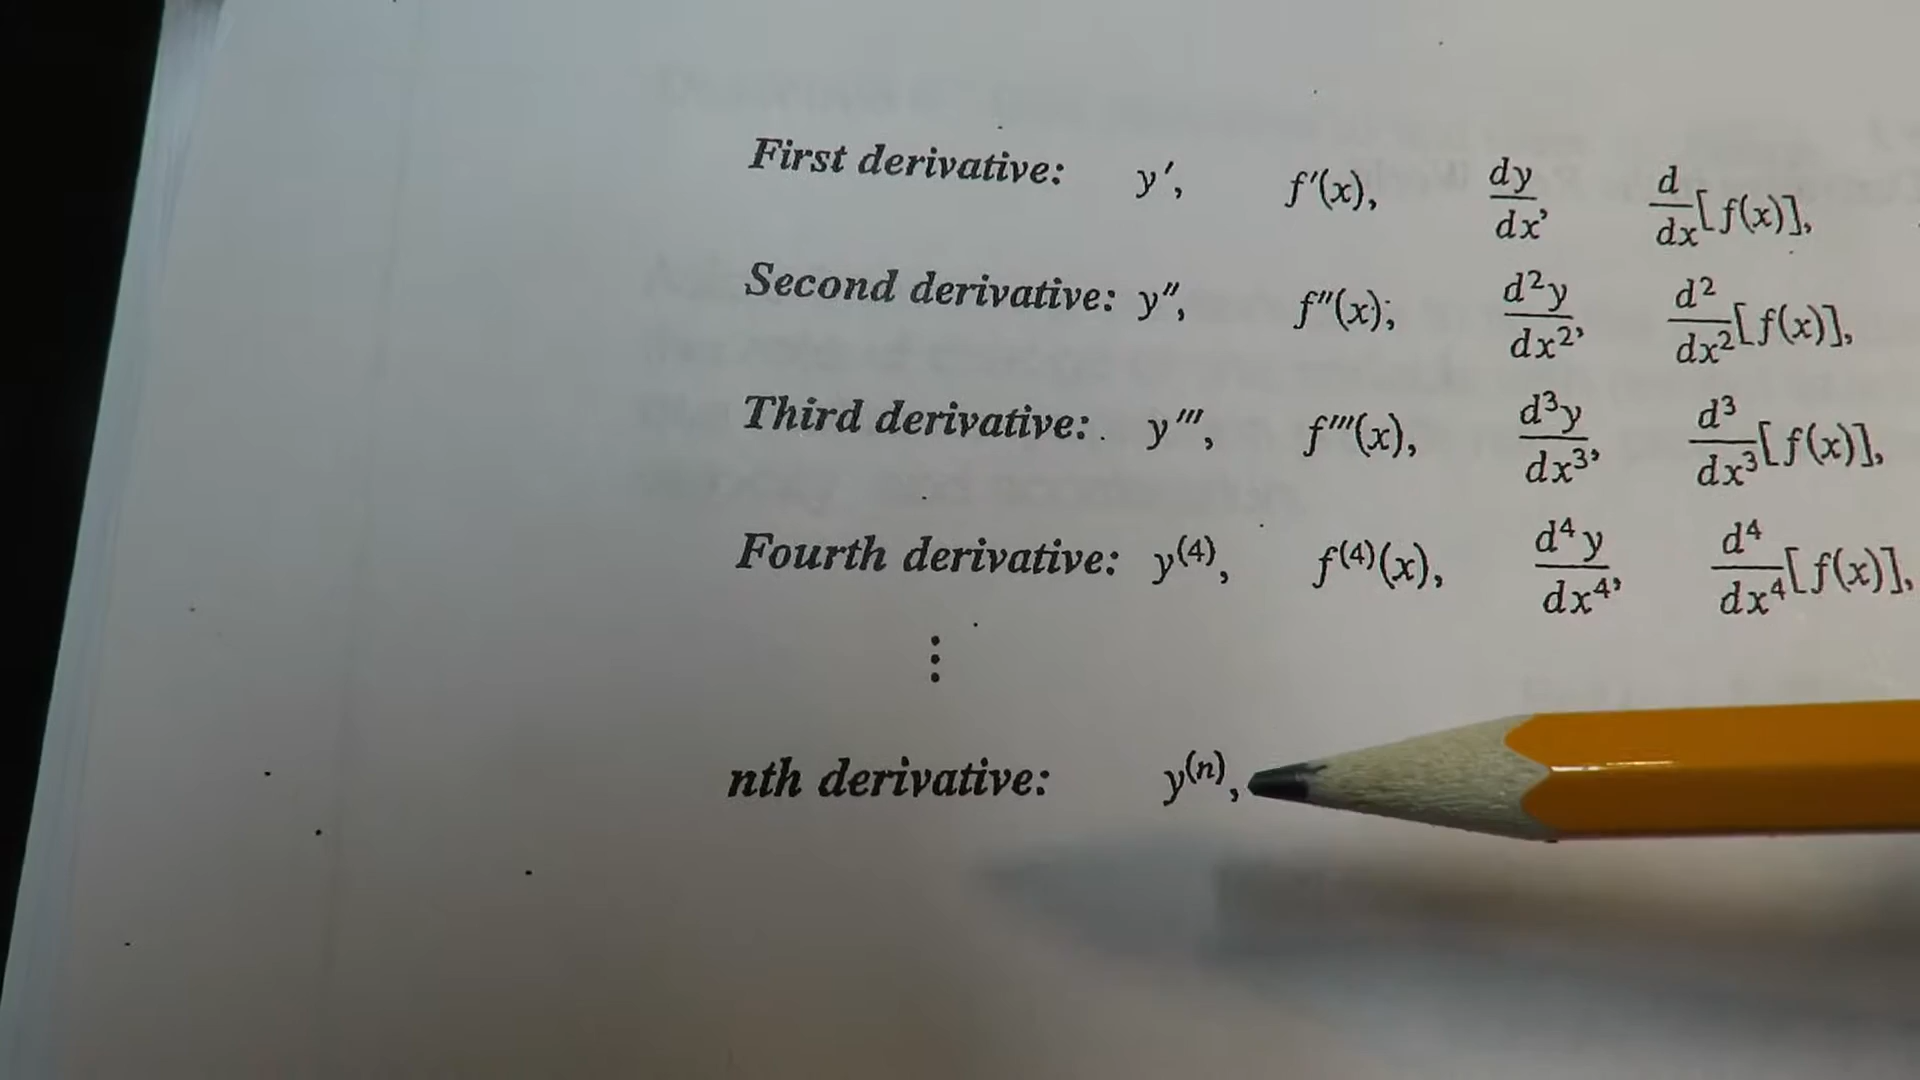 First derivative: y′, f′(x), dy/dx, d/dx[f(x)],
Second derivative: y″, f″(x); d²y/dx², d²/dx²[f(x)],
Third derivative: y‴, f‴(x), d³y/dx³, d³/dx³[f(x)],
Fourth derivative: y⁽⁴⁾, f⁽⁴⁾(x), d⁴y/dx⁴, d⁴/dx⁴[f(x)],
⋮
nth derivative: y⁽ⁿ⁾,